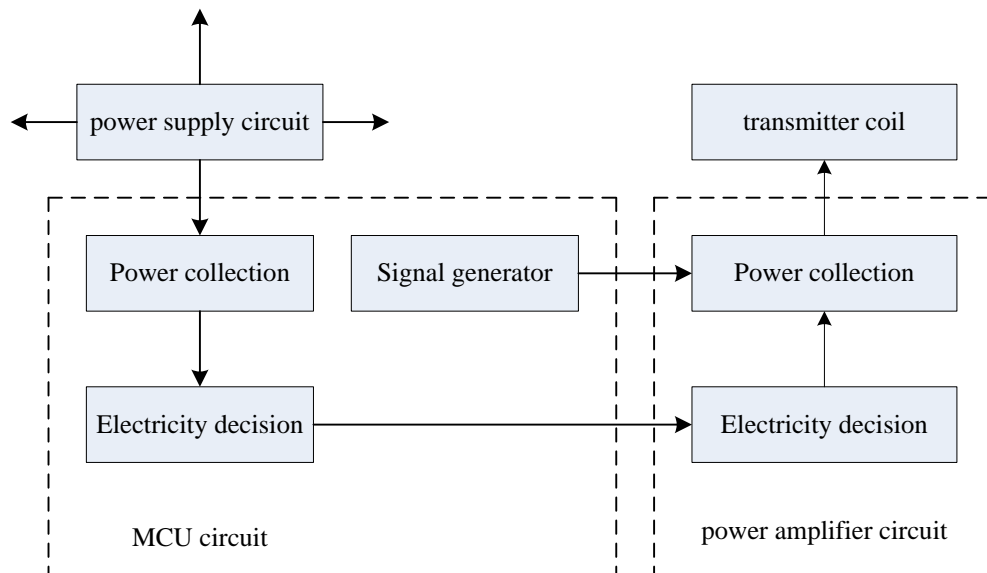 power supply circuit
transmitter coil
Power collection
Signal generator
Power collection
Electricity decision
Electricity decision
MCU circuit
power amplifier circuit